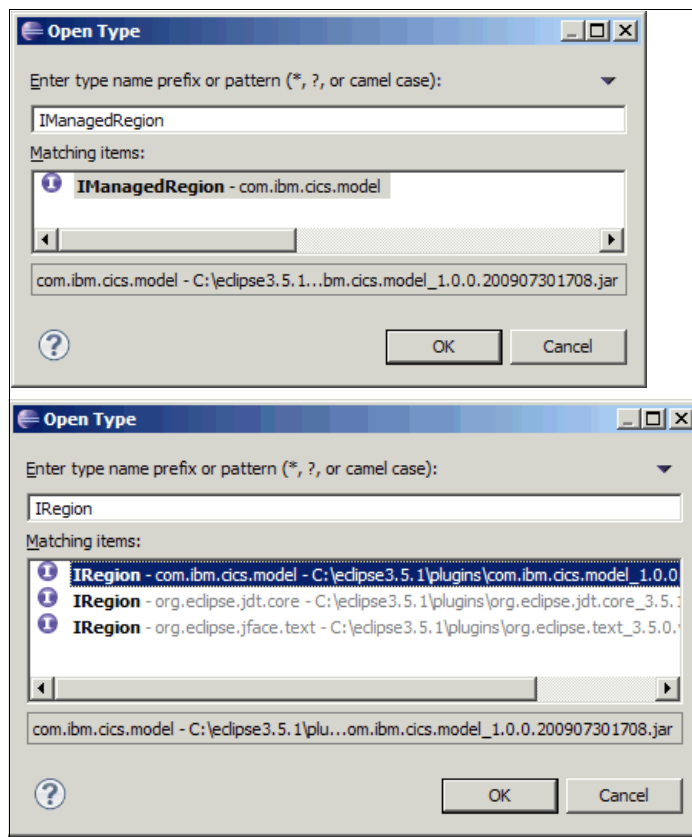 Open Type
Enter type name prefix or pattern (*, ?, or camel case):
IManagedRegion
Matching items:
I IManagedRegion - com.ibm.cics.model
com.ibm.cics.model - C:\eclipse3.5.1...bm.cics.model_1.0.0.200907301708.jar
? OK Cancel
Open Type
Enter type name prefix or pattern (*, ?, or camel case):
IRegion
Matching items:
I IRegion - com.ibm.cics.model - C:\eclipse3.5.1\plugins\com.ibm.cics.model_1.0.0
I IRegion - org.eclipse.jdt.core - C:\eclipse3.5.1\plugins\org.eclipse.jdt.core_3.5.1
I IRegion - org.eclipse.jface.text - C:\eclipse3.5.1\plugins\org.eclipse.text_3.5.0.v
com.ibm.cics.model - C:\eclipse3.5.1\plu...om.ibm.cics.model_1.0.0.200907301708.jar
? OK Cancel